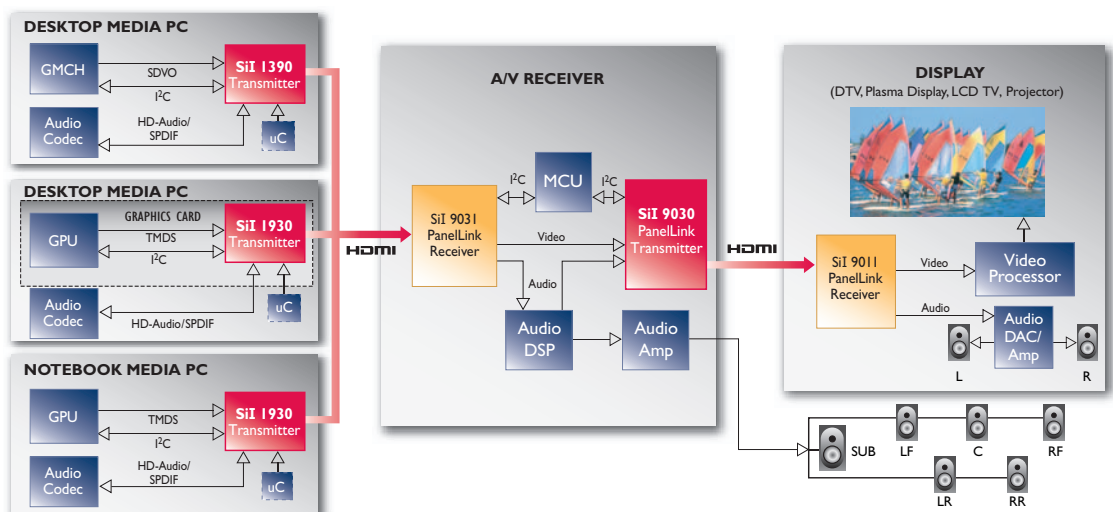 DESKTOP MEDIA PC
GMCH
SDVO
I2C
SiI 1390
Transmitter
Audio
Codec
HD-Audio/
SPDIF
uC
DESKTOP MEDIA PC
GRAPHICS CARD
GPU
TMDS
I2C
SiI 1930
Transmitter
Audio
Codec
HD-Audio/SPDIF
uC
NOTEBOOK MEDIA PC
GPU
TMDS
I2C
SiI 1930
Transmitter
Audio
Codec
HD-Audio/
SPDIF
uC
HDMI
A/V RECEIVER
SiI 9031
PanelLink
Receiver
I2C
MCU
I2C
SiI 9030
PanelLink
Transmitter
Video
Audio
Audio
DSP
Audio
Amp
HDMI
DISPLAY
(DTV, Plasma Display, LCD TV, Projector)
SiI 9011
PanelLink
Receiver
Video
Video
Processor
Audio
Audio
DAC/
Amp
L
R
SUB
LF
C
RF
LR
RR